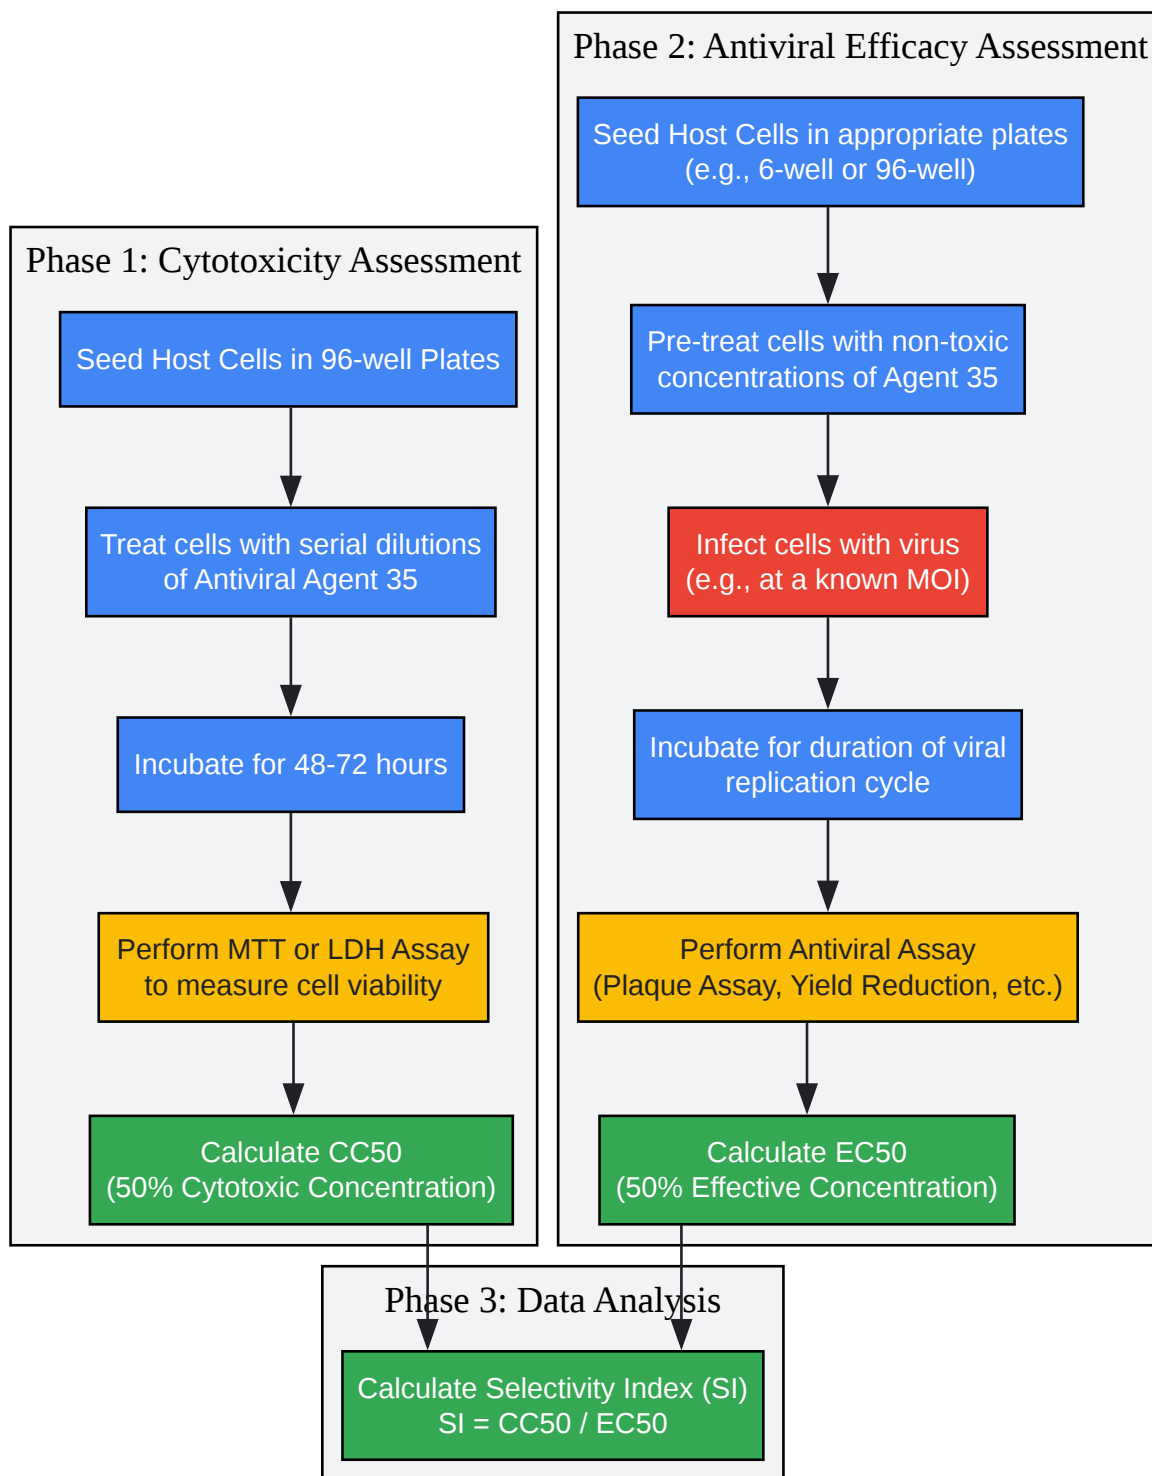 Phase 1: Cytotoxicity Assessment
Seed Host Cells in 96-well Plates
Treat cells with serial dilutions
of Antiviral Agent 35
Incubate for 48-72 hours
Perform MTT or LDH Assay
to measure cell viability
Calculate CC50
(50% Cytotoxic Concentration)
Phase 2: Antiviral Efficacy Assessment
Seed Host Cells in appropriate plates
(e.g., 6-well or 96-well)
Pre-treat cells with non-toxic
concentrations of Agent 35
Infect cells with virus
(e.g., at a known MOI)
Incubate for duration of viral
replication cycle
Perform Antiviral Assay
(Plaque Assay, Yield Reduction, etc.)
Calculate EC50
(50% Effective Concentration)
Phase 3: Data Analysis
Calculate Selectivity Index (SI)
SI = CC50 / EC50